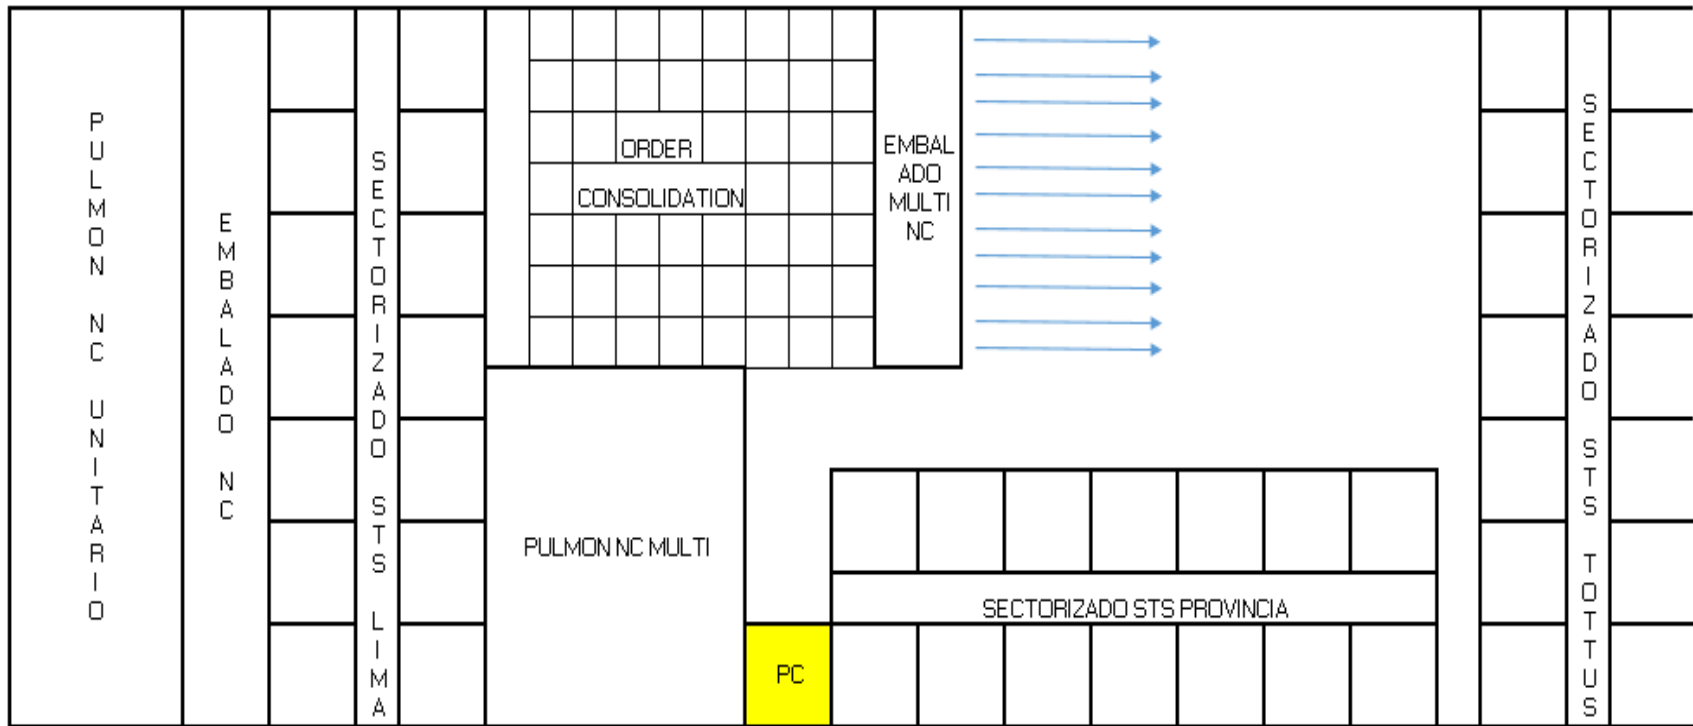 PULMON NC UNITARIO
EMBALADO NC
SECTORIZADO STS LIMA
ORDER
CONSOLIDATION
EMBAL
ADO
MULTI
NC
PULMON NC MULTI
PC
SECTORIZADO STS PROVINCIA
SECTORIZADO STS TOTTUS